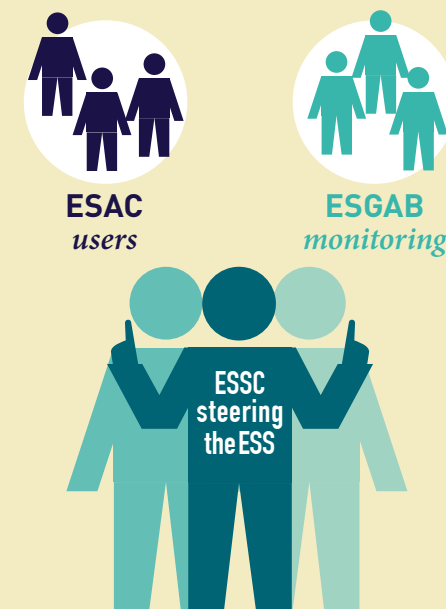 ESAC
users
ESGAB
monitoring
ESSC
steering
the ESS